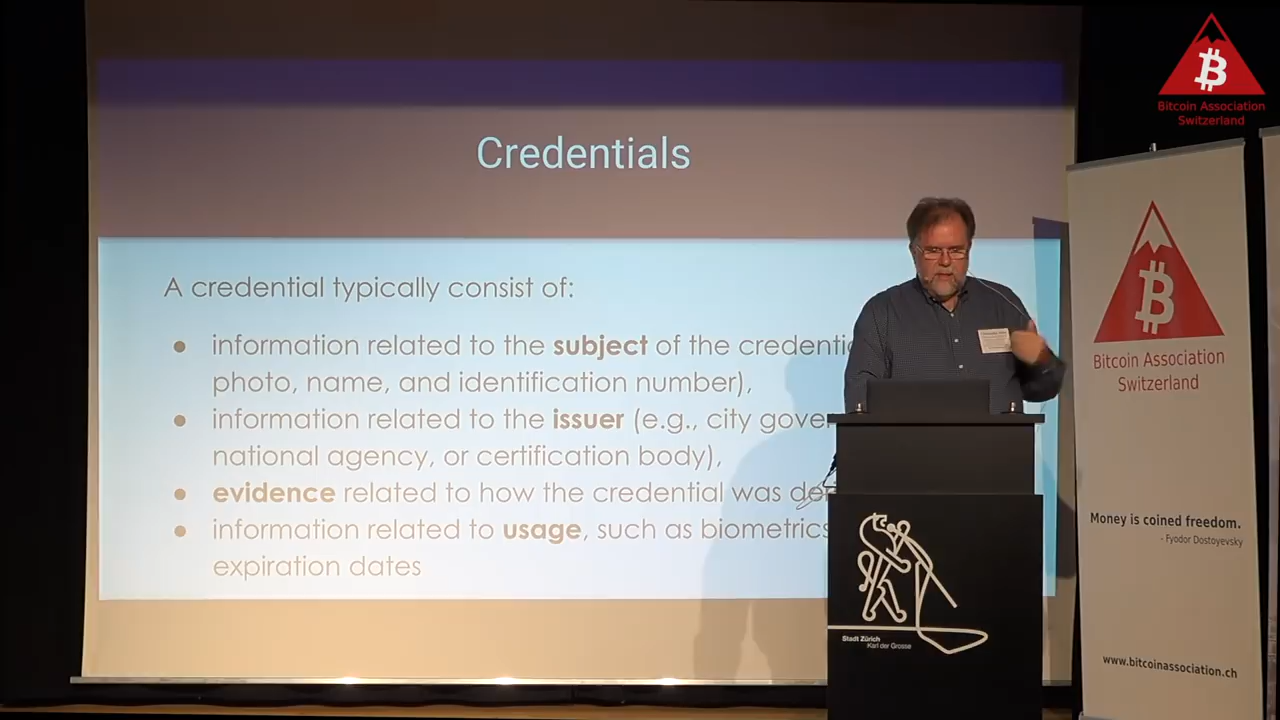 Bitcoin Association
Switzerland
Credentials
A credential typically consist of:
information related to the subject of the
photo, name, and identification number),
information related to the issuer (e.g., city
national agency, or certification body),
evidence related to how the credential was
information related to usage, such as biometrics
expiration dates
Stadt Zürich
Karl der Grosse
Bitcoin Association
Switzerland
Money is coined freedom.
- Fyodor Dostoyevsky
www.bitcoinassociation.ch